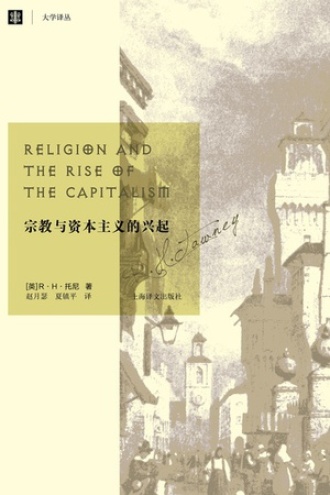 大学译丛
RELIGION AND
THE RISE OF
THE CAPITALISM
宗教与资本主义的兴起
R. H. Tawney
[英]R·H·托尼 著
赵月瑟 夏镇平 译
上海译文出版社